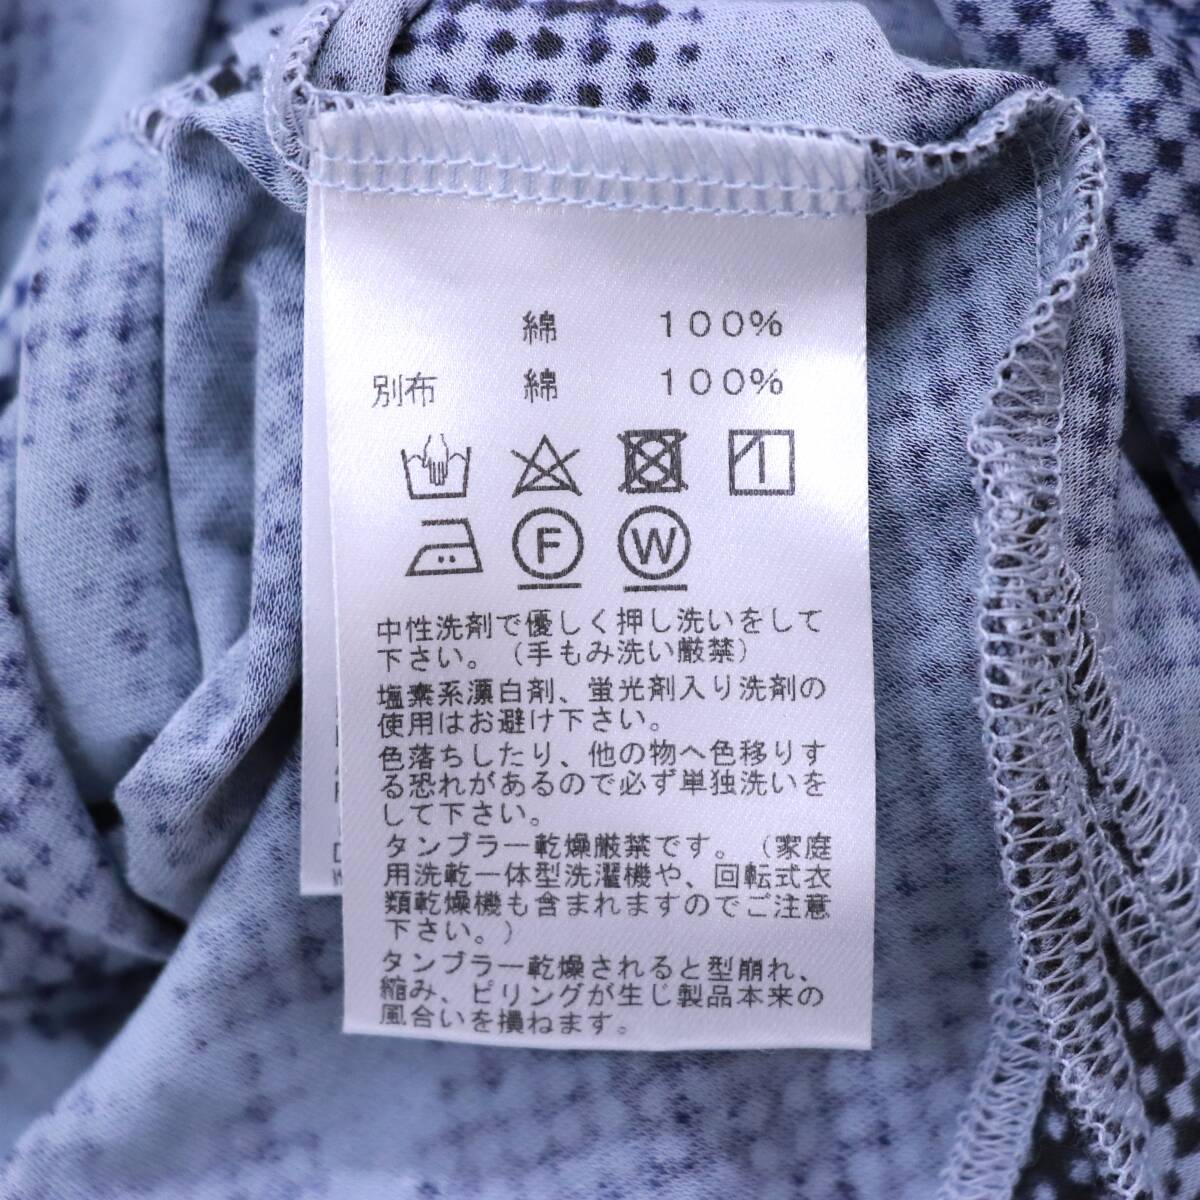 綿 100%
別布 綿 100%
F W
中性洗剤で優しく押し洗いをして
下さい。（手もみ洗い厳禁）
塩素系漂白剤、蛍光剤入り洗剤の
使用はお避け下さい。
色落ちしたり、他の物へ色移りす
る恐れがあるので必ず単独洗いを
して下さい。
タンブラー乾燥厳禁です。（家庭
用洗乾一体型洗濯機や、回転式衣
類乾燥機も含まれますのでご注意
下さい。）
タンブラー乾燥されると型崩れ、
縮み、ピリングが生じ製品本来の
風合いを損ねます。